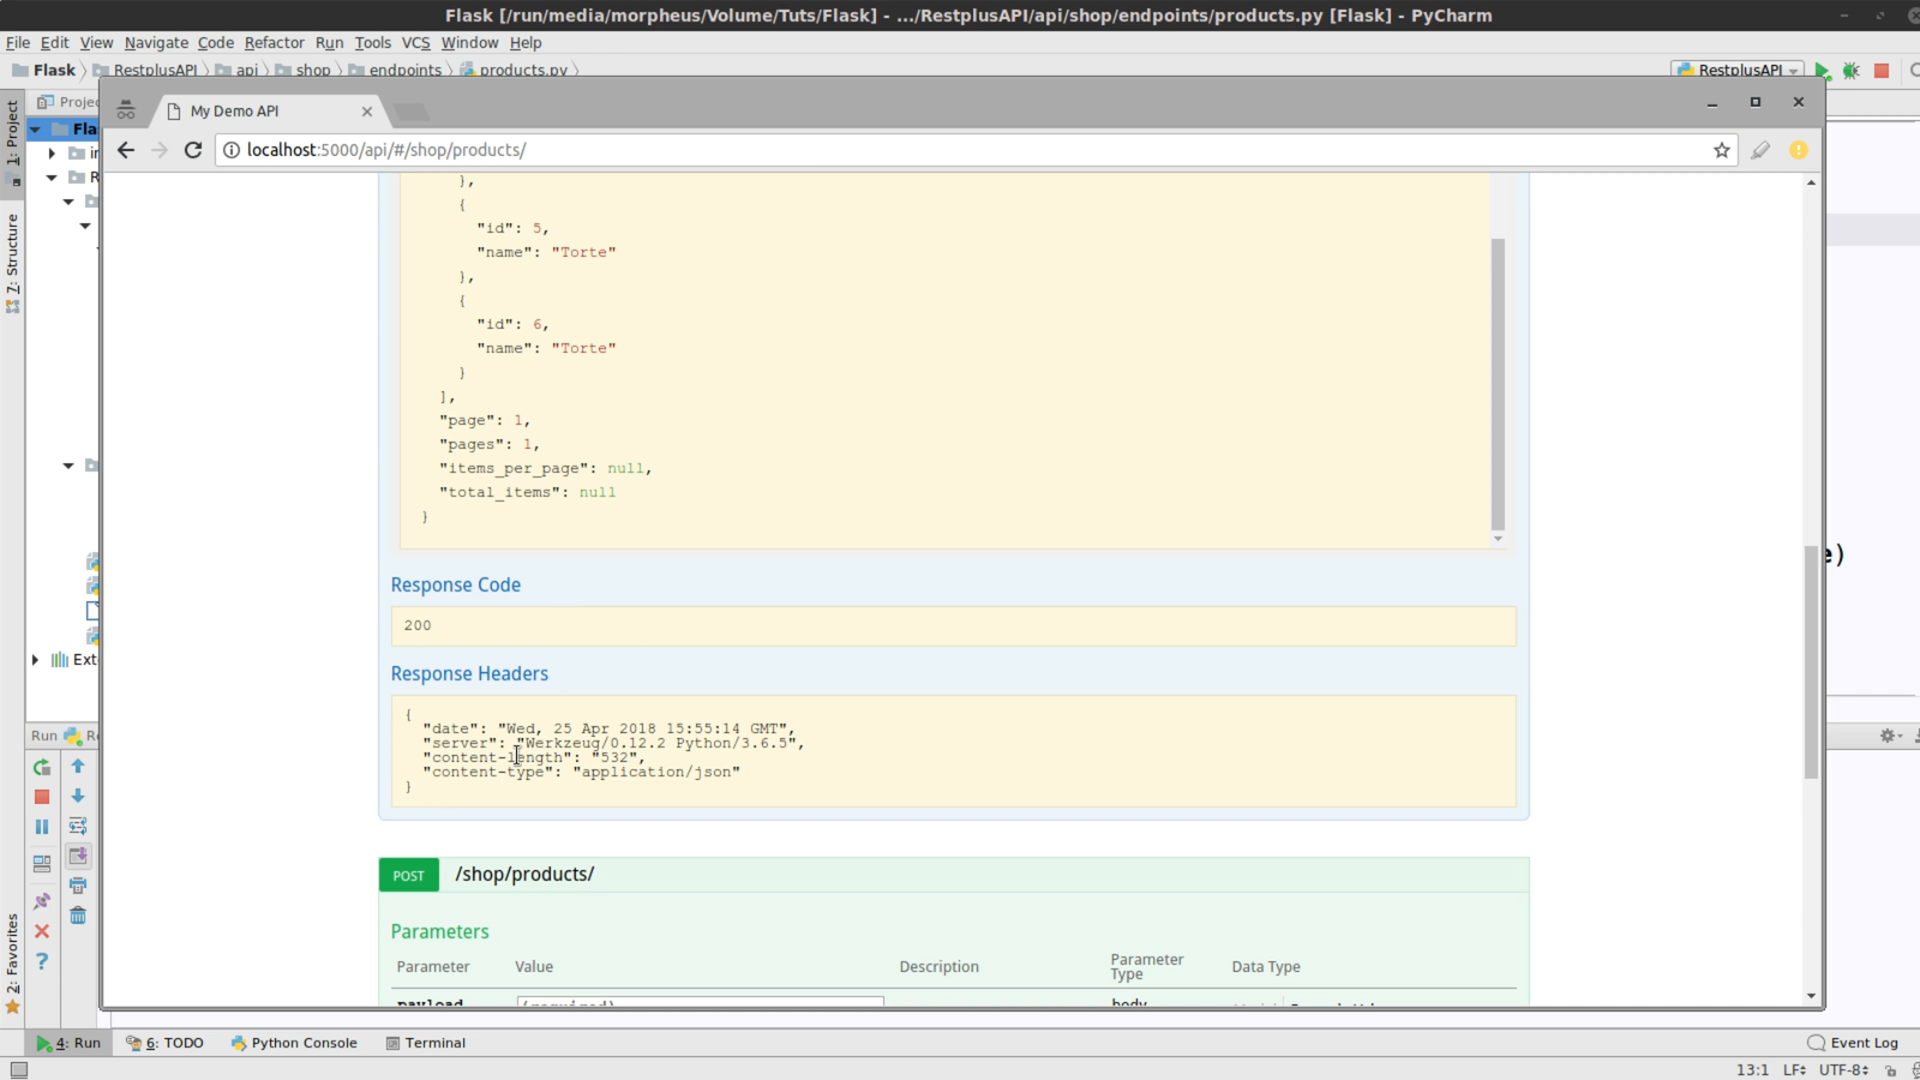 Flask [/run/media/morpheus/Volume/Tuts/Flask] - .../RestplusAPI/api/shop/endpoints/products.py [Flask] - PyCharm
File Edit View Navigate Code Refactor Run Tools VCS Window Help
Flask RestplusAPI api shop endpoints products.py RestplusAPI
1: Project
7: Structure
2: Favorites
Fla
My Demo API
localhost:5000/api/#/shop/products/
},
{
"id": 5,
"name": "Torte"
},
{
"id": 6,
"name": "Torte"
}
],
"page": 1,
"pages": 1,
"items_per_page": null,
"total_items": null
}
Response Code
200
Response Headers
{
"date": "Wed, 25 Apr 2018 15:55:14 GMT",
"server": "Werkzeug/0.12.2 Python/3.6.5",
"content-length": "532",
"content-type": "application/json"
}
POST /shop/products/
Parameters
Parameter Value Description Parameter Type Data Type
Ext
Run
4: Run 6: TODO Python Console Terminal Event Log
13:1 LF UTF-8